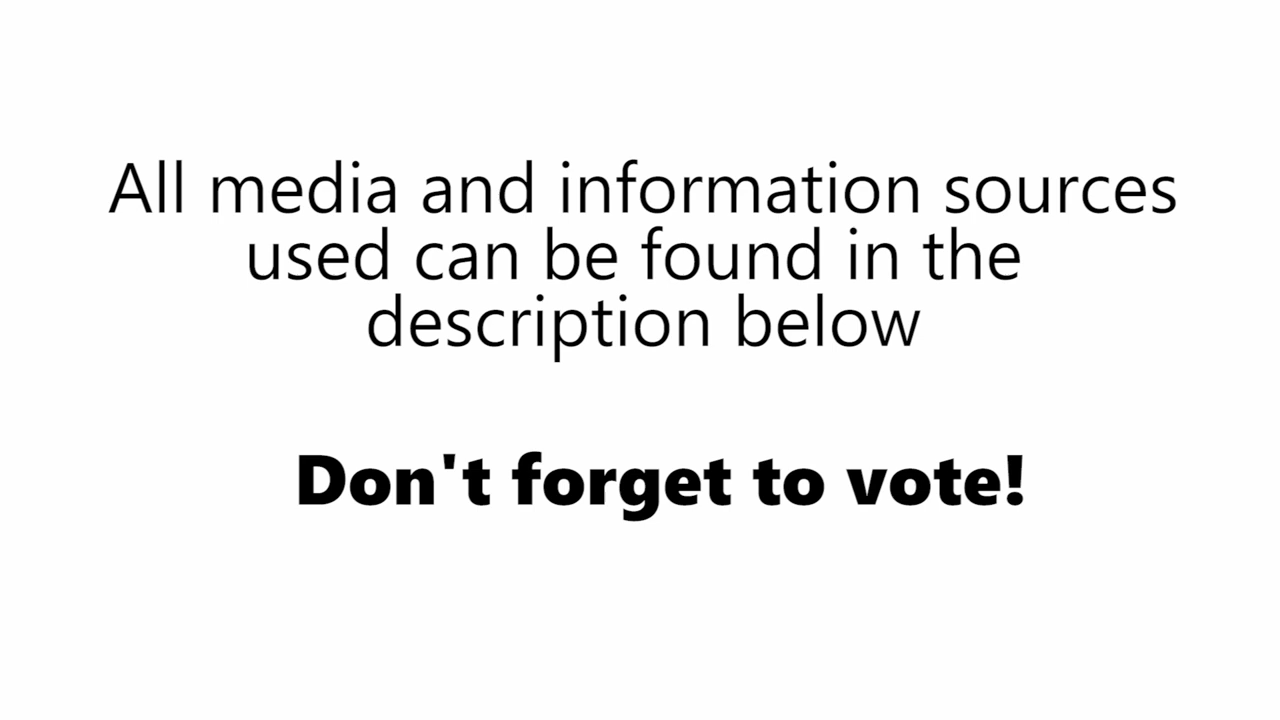 All media and information sources
used can be found in the
description below
Don't forget to vote!